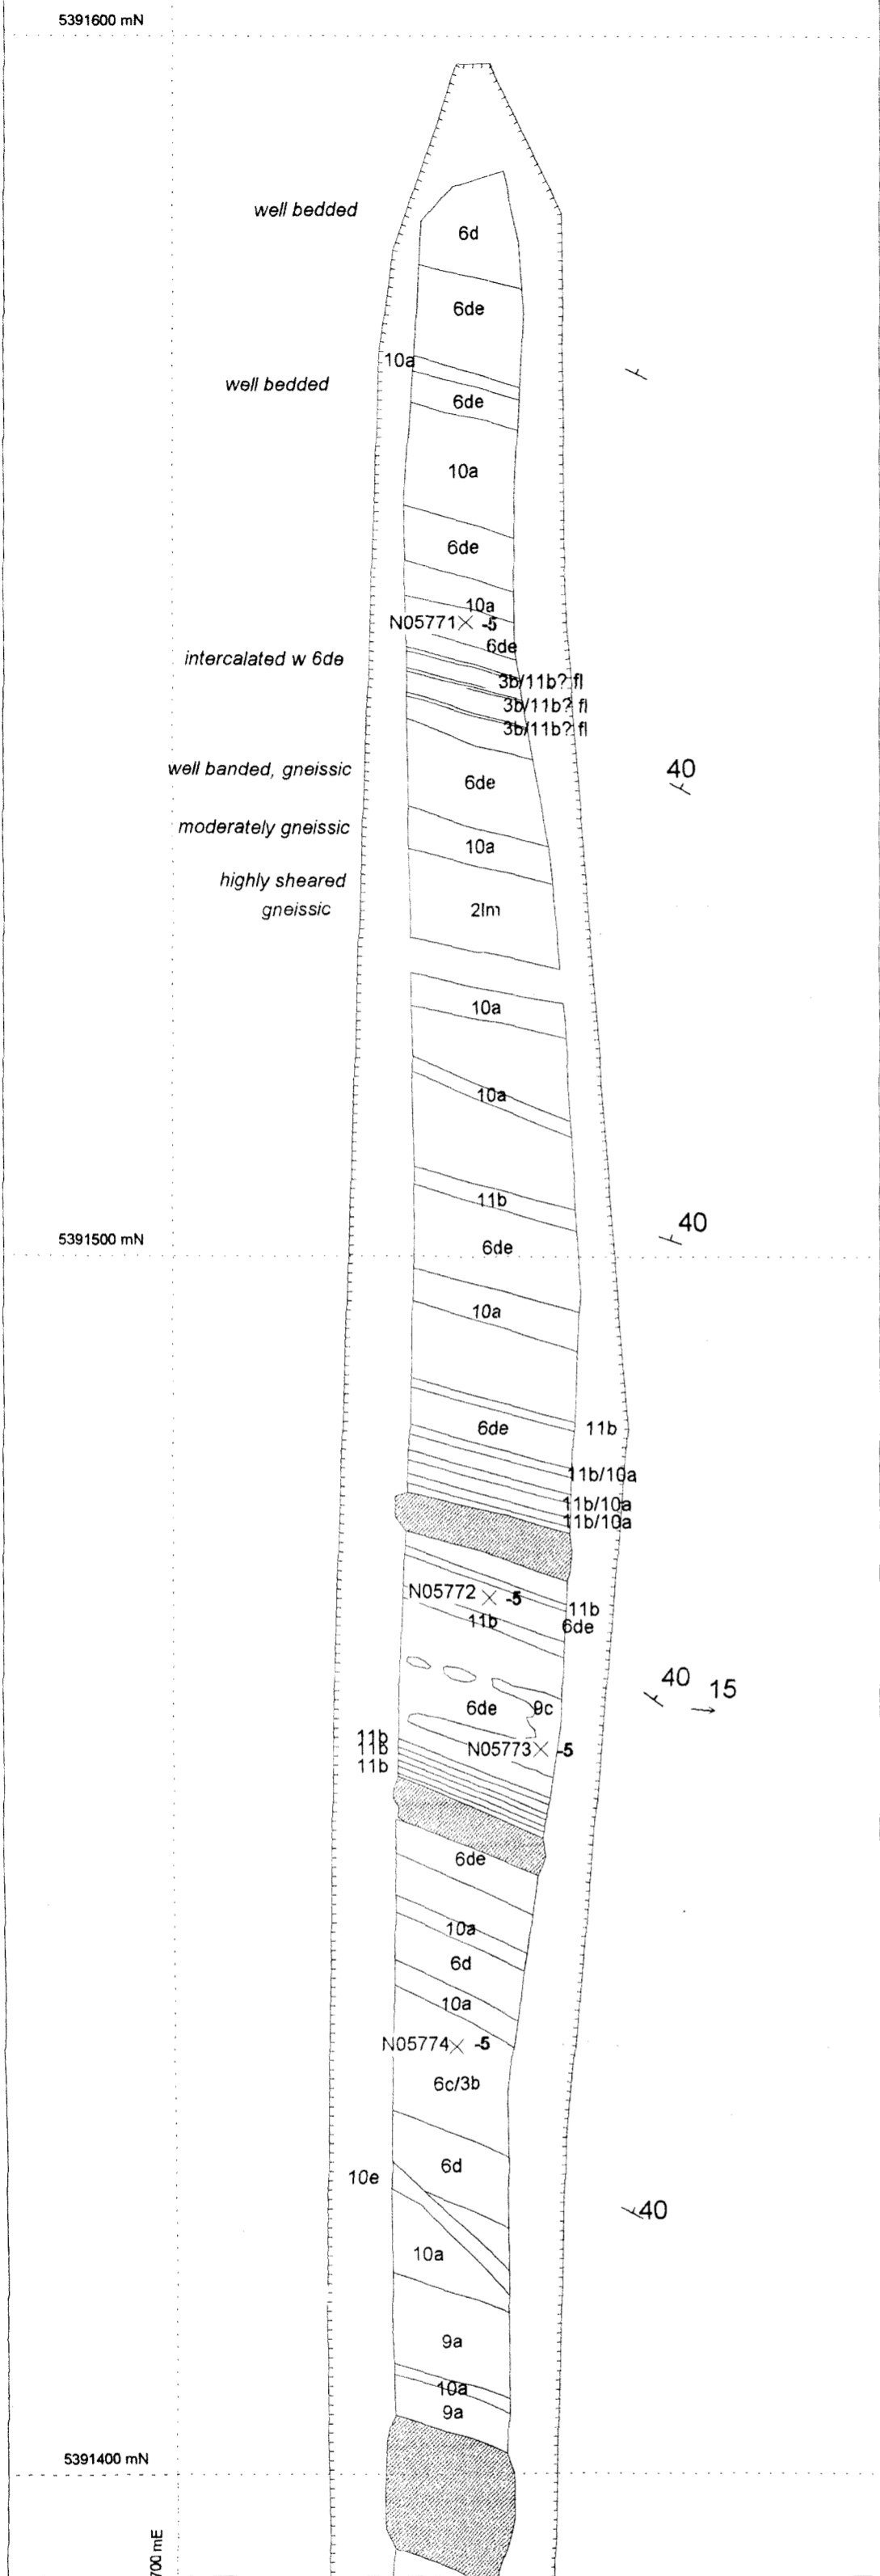 5391600 mN
well bedded
6d
6de
10a
well bedded
6de
10a
6de
10a
N05771 -5
6de
intercalated w 6de
3b/11b? fl
3b/11b? fl
3b/11b? fl
well banded, gneissic
40
6de
moderately gneissic
10a
highly sheared
gneissic
2lm
10a
10a
11b
40
5391500 mN
6de
10a
6de
11b
11b/10a
11b/10a
11b/10a
N05772 -5
11b
11b
6de
40
15
6de
9c
11b
11b
N05773 -5
11b
6de
10a
6d
10a
N05774 -5
6c/3b
6d
10e
40
10a
9a
10a
9a
5391400 mN
700 mE